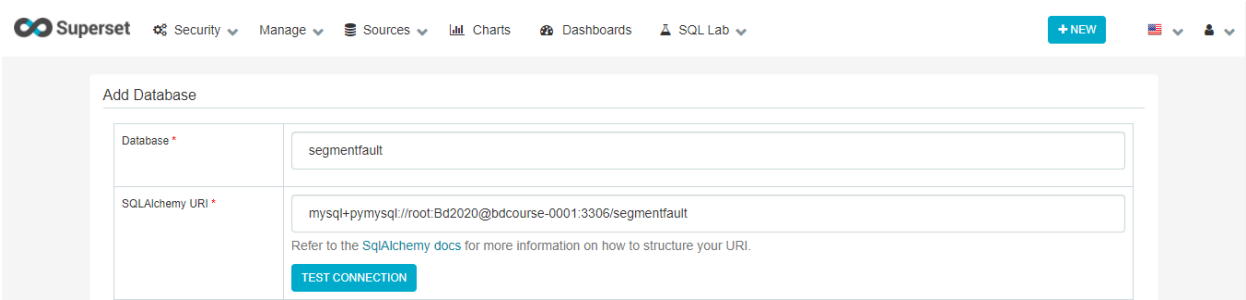 Superset Security Manage Sources Charts Dashboards SQL Lab + NEW
Add Database
Database *
segmentfault
SQLAlchemy URI *
mysql+pymysql://root:Bd2020@bdcourse-0001:3306/segmentfault
Refer to the SqlAlchemy docs for more information on how to structure your URI.
TEST CONNECTION